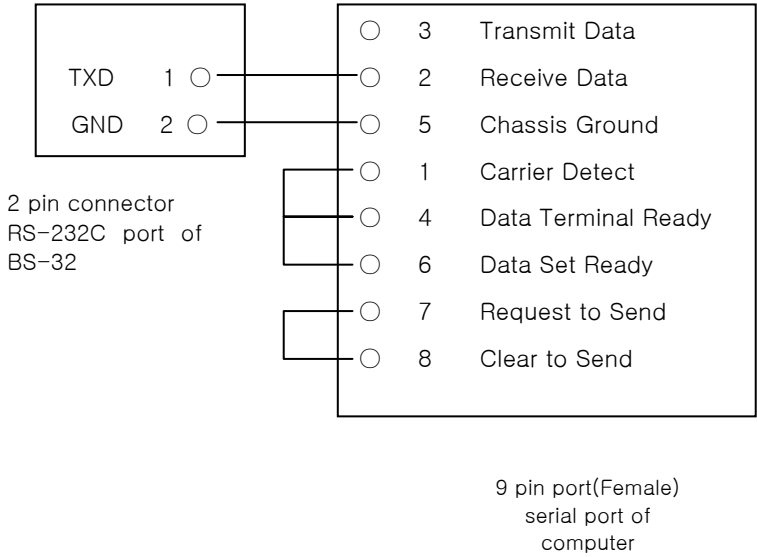 3 Transmit Data
TXD 1 2 Receive Data
GND 2 5 Chassis Ground
1 Carrier Detect
4 Data Terminal Ready
6 Data Set Ready
7 Request to Send
8 Clear to Send
2 pin connector
RS-232C port of
BS-32
9 pin port(Female)
serial port of
computer